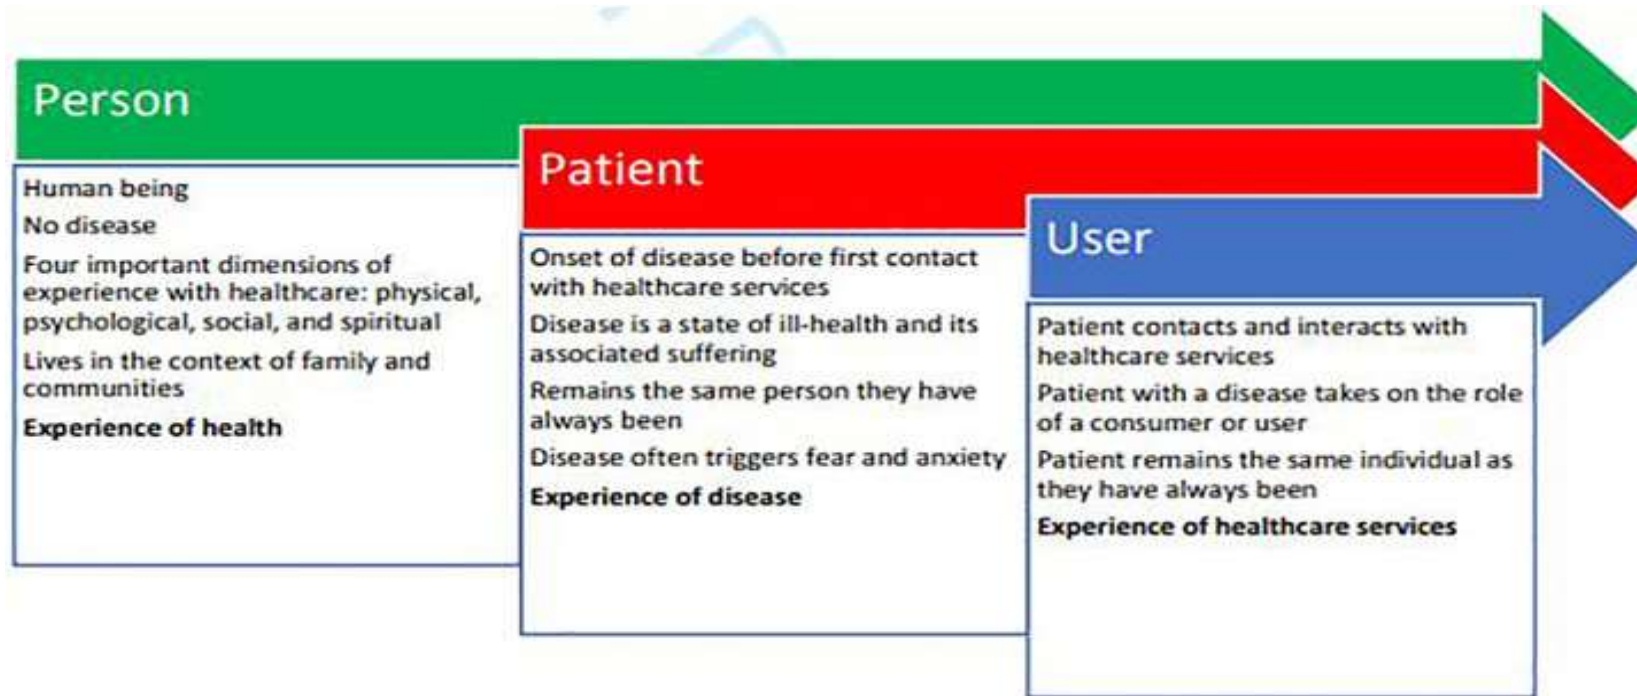 Person
Human being
No disease
Four important dimensions of
experience with healthcare: physical,
psychological, social, and spiritual
Lives in the context of family and
communities
Experience of health
Patient
Onset of disease before first contact
with healthcare services
Disease is a state of ill-health and its
associated suffering
Remains the same person they have
always been
Disease often triggers fear and anxiety
Experience of disease
User
Patient contacts and interacts with
healthcare services
Patient with a disease takes on the role
of a consumer or user
Patient remains the same individual as
they have always been
Experience of healthcare services